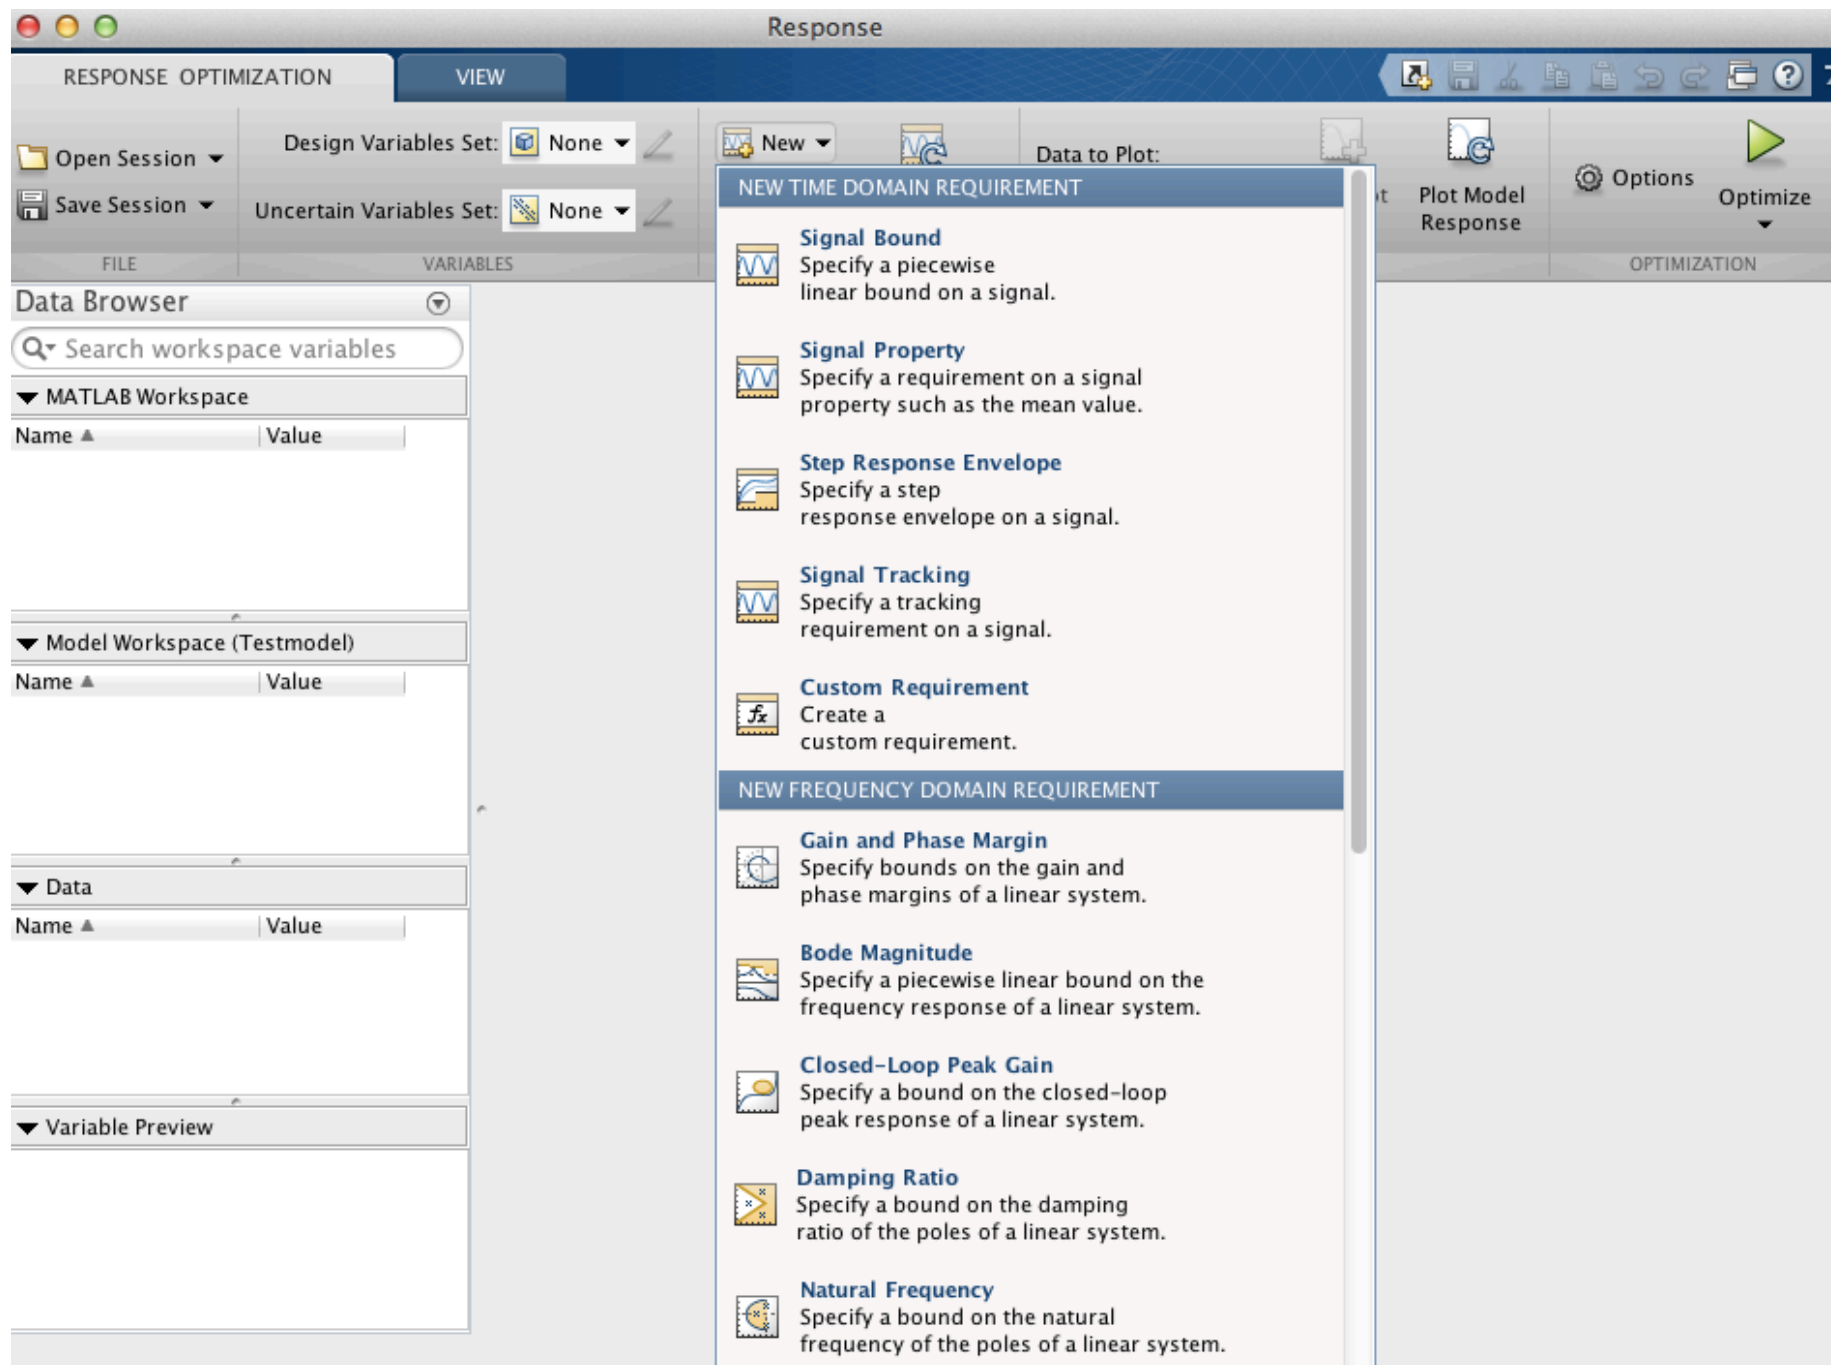 Response
RESPONSE OPTIMIZATION
VIEW
Open Session
Save Session
FILE
Design Variables Set: None
Uncertain Variables Set: None
VARIABLES
New
Data to Plot:
Plot Model
Response
Options
Optimize
OPTIMIZATION
Data Browser
Search workspace variables
MATLAB Workspace
Name Value
Model Workspace (Testmodel)
Name Value
Data
Name Value
Variable Preview
NEW TIME DOMAIN REQUIREMENT
Signal Bound
Specify a piecewise
linear bound on a signal.
Signal Property
Specify a requirement on a signal
property such as the mean value.
Step Response Envelope
Specify a step
response envelope on a signal.
Signal Tracking
Specify a tracking
requirement on a signal.
fx
Custom Requirement
Create a
custom requirement.
NEW FREQUENCY DOMAIN REQUIREMENT
Gain and Phase Margin
Specify bounds on the gain and
phase margins of a linear system.
Bode Magnitude
Specify a piecewise linear bound on the
frequency response of a linear system.
Closed-Loop Peak Gain
Specify a bound on the closed-loop
peak response of a linear system.
Damping Ratio
Specify a bound on the damping
ratio of the poles of a linear system.
Natural Frequency
Specify a bound on the natural
frequency of the poles of a linear system.